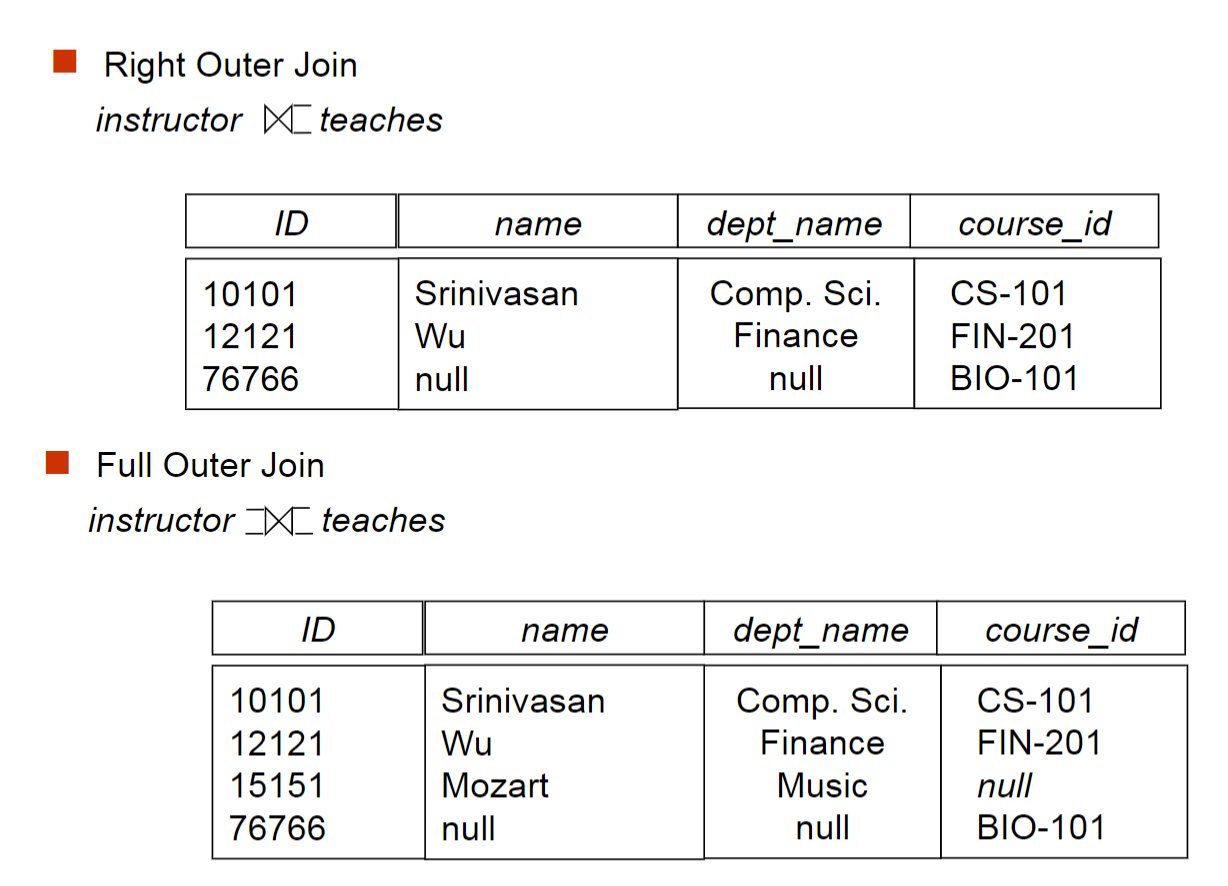 Right Outer Join
instructor ⟖ teaches
ID name dept_name course_id
10101 Srinivasan Comp. Sci. CS-101
12121 Wu Finance FIN-201
76766 null null BIO-101
Full Outer Join
instructor ⟗ teaches
ID name dept_name course_id
10101 Srinivasan Comp. Sci. CS-101
12121 Wu Finance FIN-201
15151 Mozart Music null
76766 null null BIO-101